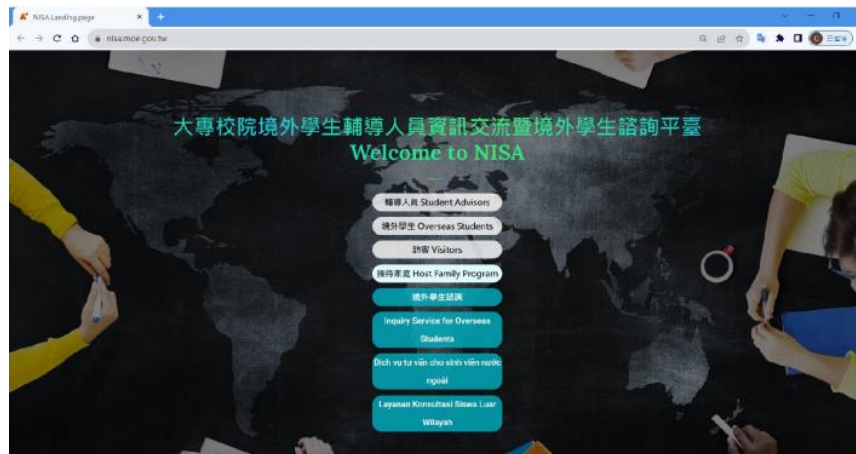 NISA Landing page
nisa.moe.gov.tw
大專校院境外學生輔導人員資訊交流暨境外學生諮詢平臺
Welcome to NISA
輔導人員 Student Advisors
境外學生 Overseas Students
訪客 Visitors
接待家庭 Host Family Program
境外學生諮詢
Inquiry Service for Overseas
Students
Dịch vụ tư vấn cho sinh viên nước
ngoài
Layanan Konsultasi Siswa Luar
Wilayah